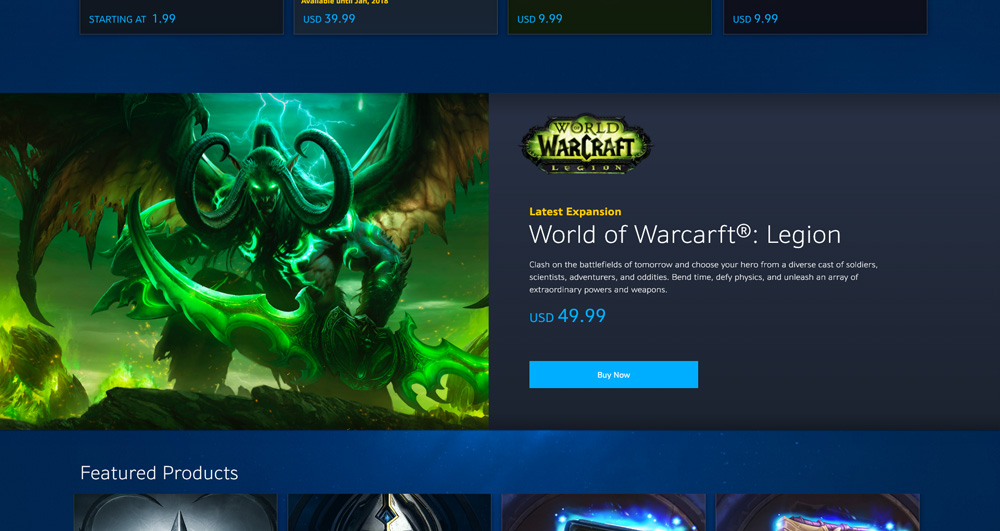 Available until Jan, 2018
STARTING AT 1.99
USD 39.99
USD 9.99
USD 9.99
WORLD
OF
WARCRAFT
LEGION
Latest Expansion
World of Warcarft®: Legion
Clash on the battlefields of tomorrow and choose your hero from a diverse cast of soldiers,
scientists, adventurers, and oddities. Bend time, defy physics, and unleash an array of
extraordinary powers and weapons.
USD 49.99
Buy Now
Featured Products